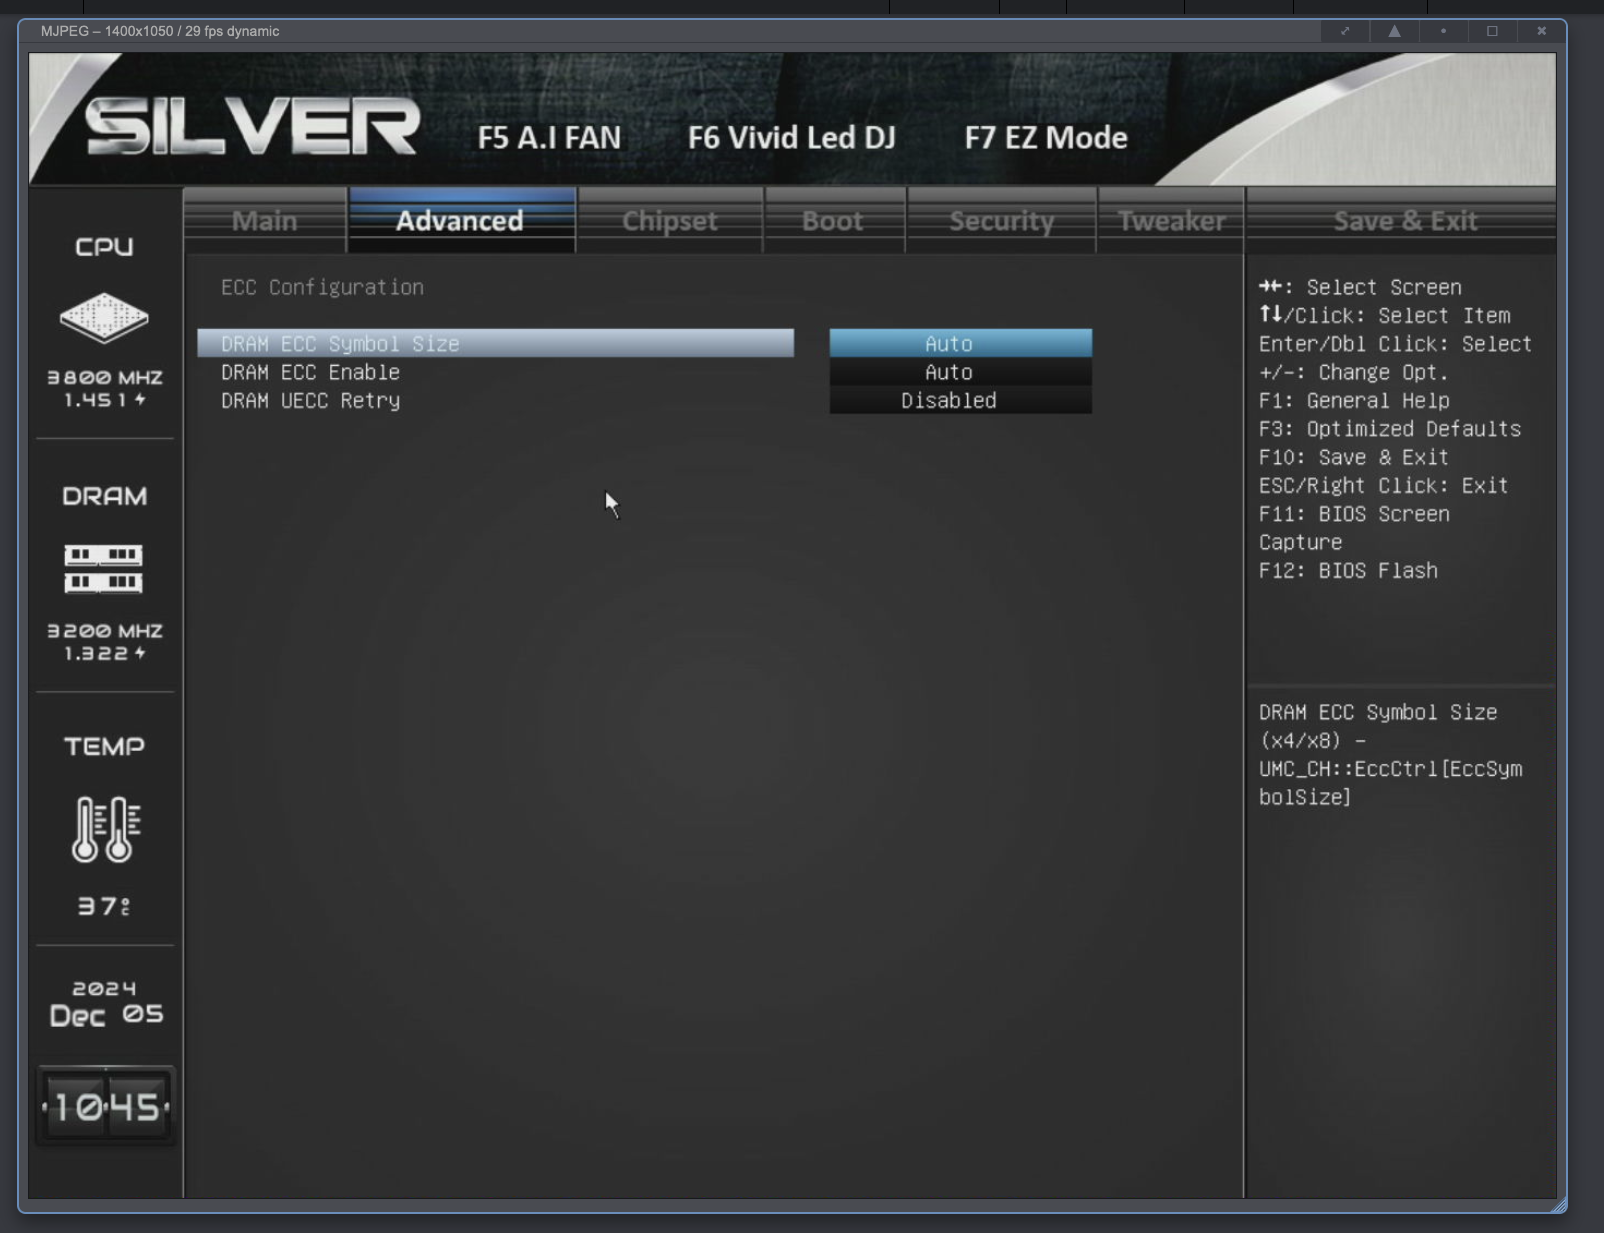 MJPEG – 1400x1050 / 29 fps dynamic
SILVER
F5 A.I FAN
F6 Vivid Led DJ
F7 EZ Mode
Main
Advanced
Chipset
Boot
Security
Tweaker
Save & Exit
CPU
3800 MHZ
1.451
DRAM
3200 MHZ
1.322
TEMP
37°C
2024
Dec 05
10:45
ECC Configuration
DRAM ECC Symbol Size Auto
DRAM ECC Enable Auto
DRAM UECC Retry Disabled
→←: Select Screen
↑↓/Click: Select Item
Enter/Dbl Click: Select
+/-: Change Opt.
F1: General Help
F3: Optimized Defaults
F10: Save & Exit
ESC/Right Click: Exit
F11: BIOS Screen
Capture
F12: BIOS Flash
DRAM ECC Symbol Size
(x4/x8) -
UMC_CH::EccCtrl[EccSym
bolSize]